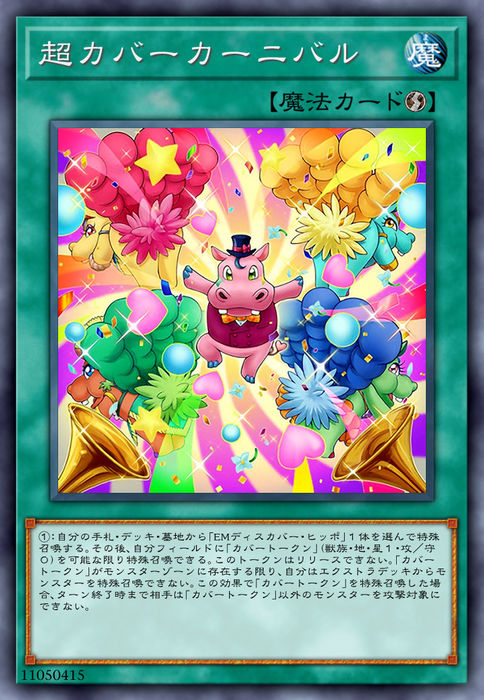 超カバーカーニバル
魔
【魔法カード】
①:自分の手札・デッキ・墓地から「EMディスカバー・ヒッポ」1体を選んで特殊
召喚する。その後、自分フィールドに「カバートークン」(獣族・地・星1・攻/守
0)を可能な限り特殊召喚できる。このトークンはリリースできない。「カバー
トークン」がモンスターゾーンに存在する限り、自分はエクストラデッキからモ
ンスターを特殊召喚できない。この効果で「カバートークン」を特殊召喚した場
合、ターン終了時まで相手は「カバートークン」以外のモンスターを攻撃対象に
できない。
11050415